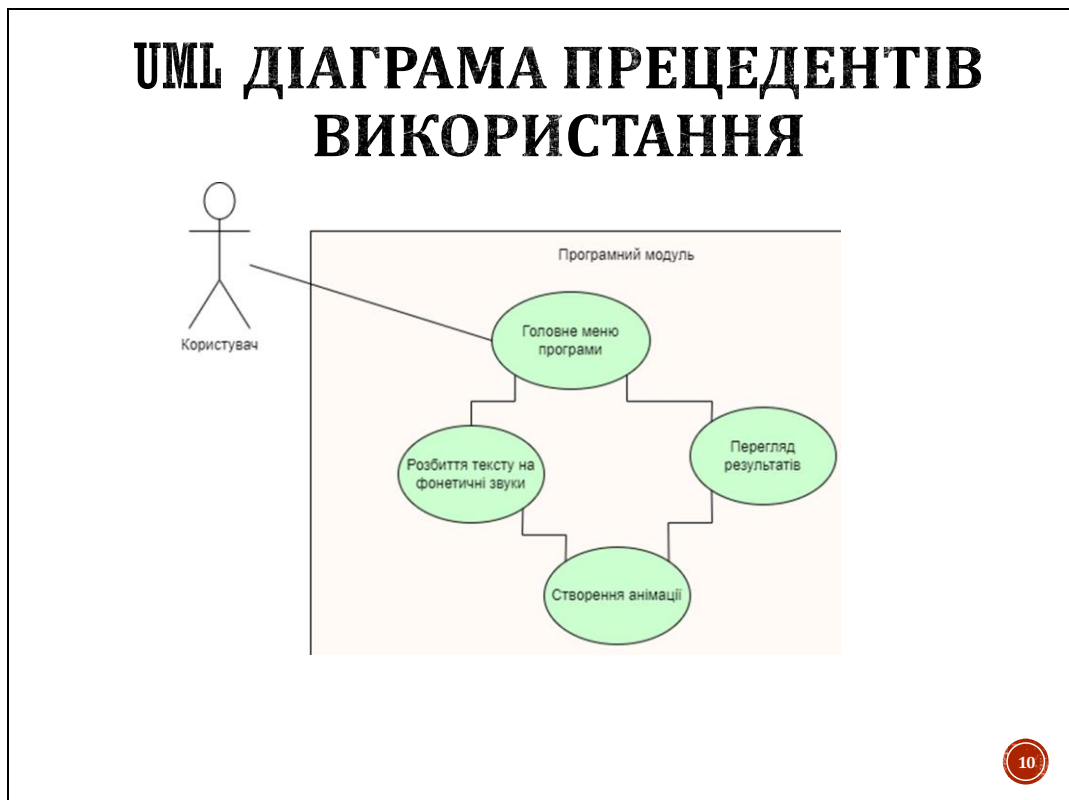 UML ДІАГРАМА ПРЕЦЕДЕНТІВ
ВИКОРИСТАННЯ
Програмний модуль
Головне меню
програми
Користувач
Перегляд
результатів
Розбиття тексту на
фонетичні звуки
Створення анімації
10